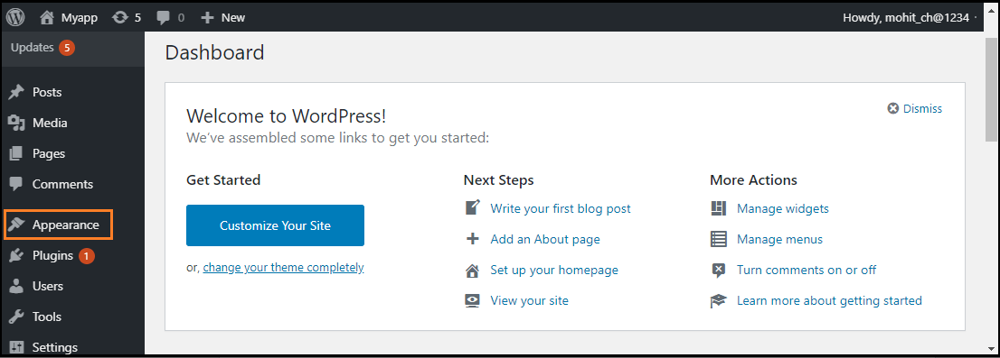 Myapp 5 0 + New Howdy, mohit_ch@1234
Updates 5
Posts
Media
Pages
Comments
Appearance
Plugins 1
Users
Tools
Settings
Dashboard
Welcome to WordPress!
Dismiss
We've assembled some links to get you started:
Get Started
Customize Your Site
or, change your theme completely
Next Steps
Write your first blog post
Add an About page
Set up your homepage
View your site
More Actions
Manage widgets
Manage menus
Turn comments on or off
Learn more about getting started